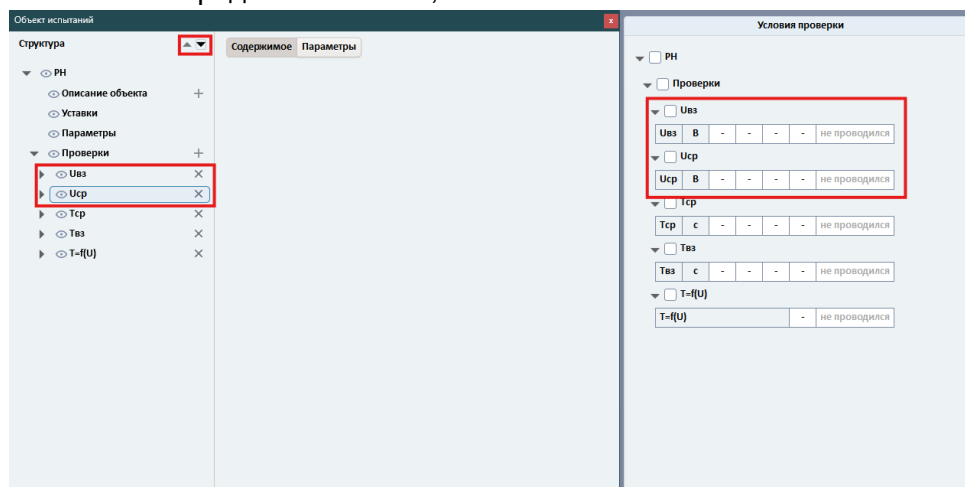 Объект испытаний
x
Структура
Содержимое Параметры
РН
Описание объекта +
Уставки
Параметры
Проверки +
Uвз
Uср
Tср
Tвз
T=f(U)
Условия проверки
РН
Проверки
Uвз
Uвз В - - - - не проводился
Uср
Uср В - - - - не проводился
Tср
Tср с - - - - не проводился
Tвз
Tвз с - - - - не проводился
T=f(U)
T=f(U) - не проводился